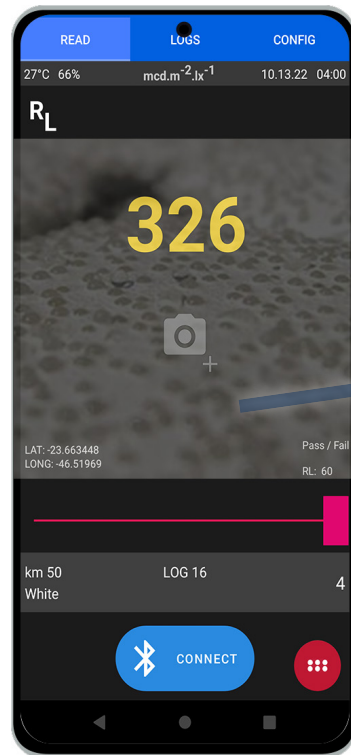 READ LOGS CONFIG
27°C 66% mcd.m⁻².lx⁻¹ 10.13.22 04:00
R_L
326
LAT: -23.663448
LONG: -46.51969
Pass / Fail
RL: 60
km 50 LOG 16 4
White
CONNECT